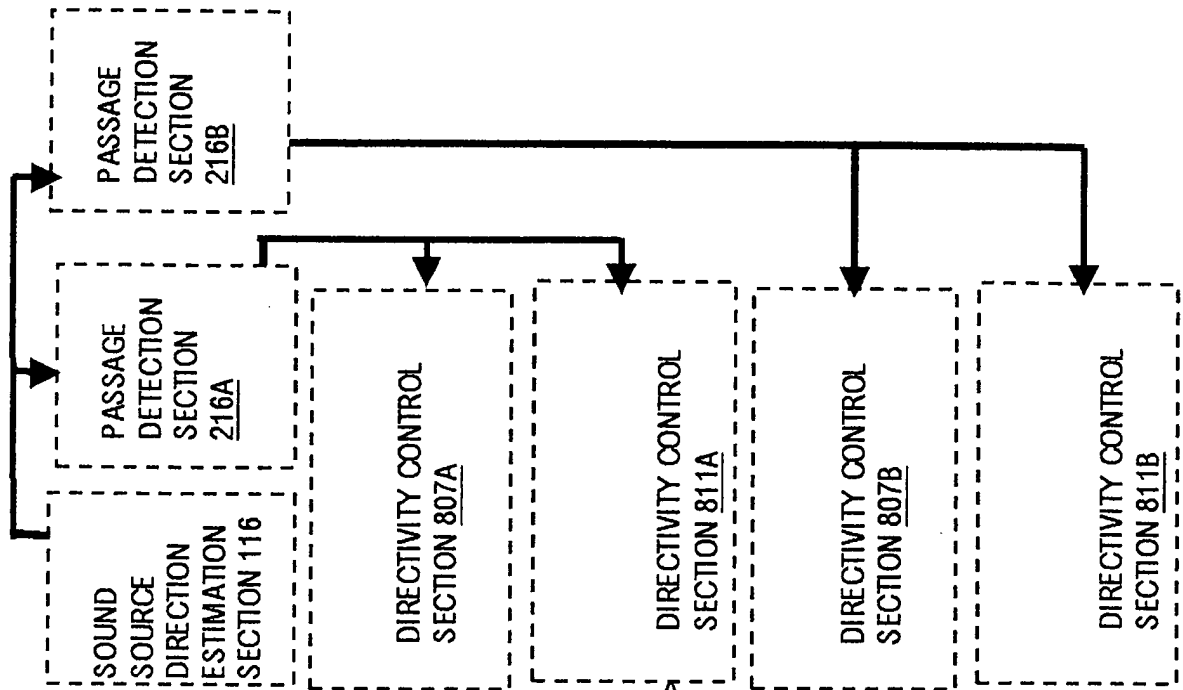 SOUND
SOURCE
DIRECTION
ESTIMATION
SECTION 116
PASSAGE
DETECTION
SECTION
216A
PASSAGE
DETECTION
SECTION
216B
DIRECTIVITY CONTROL
SECTION 807A
DIRECTIVITY CONTROL
SECTION 811A
DIRECTIVITY CONTROL
SECTION 807B
DIRECTIVITY CONTROL
SECTION 811B